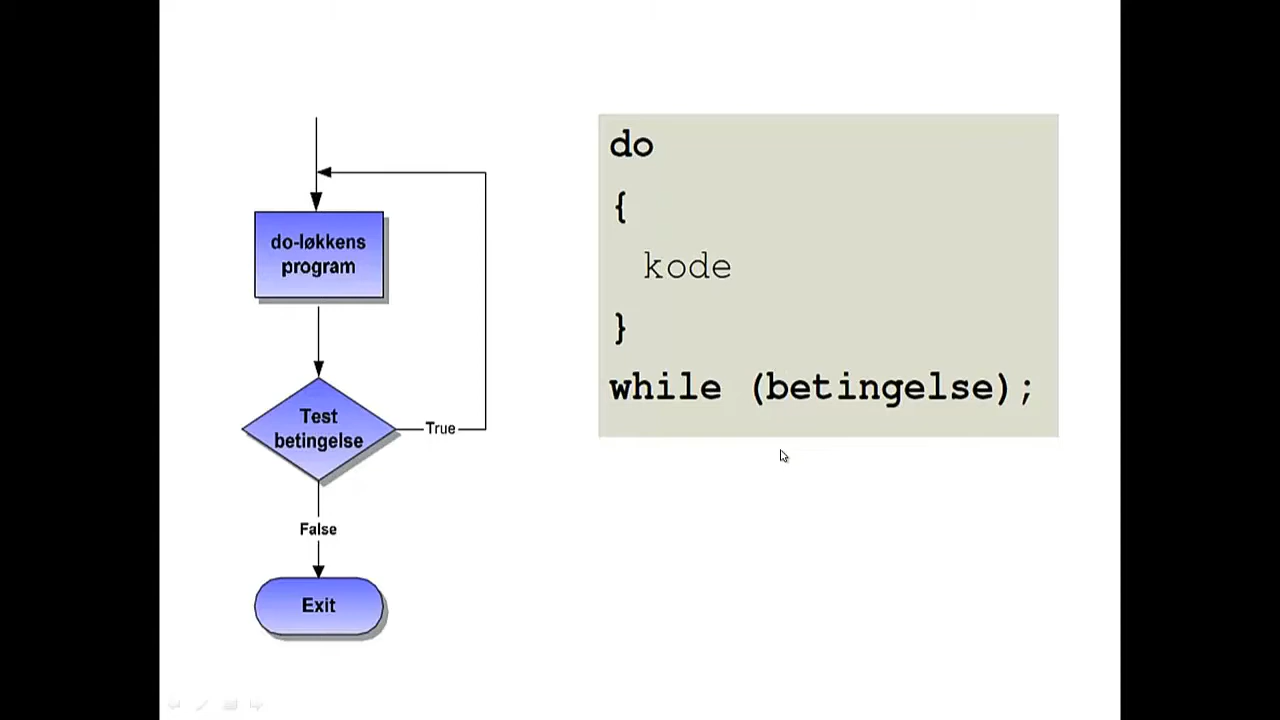 do-løkkens
program
Test
betingelse
True
False
Exit
do
{
kode
}
while (betingelse);